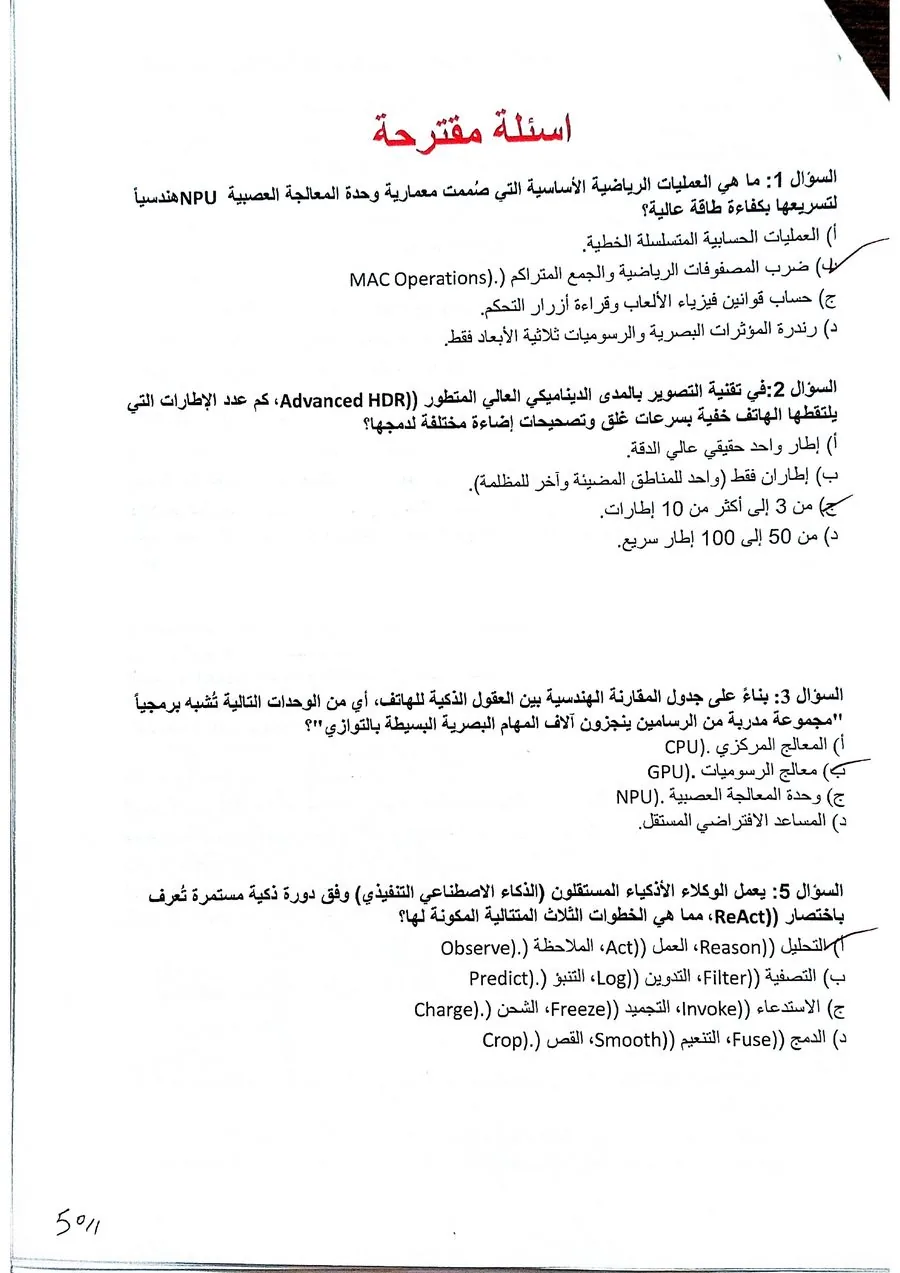 اسئلة مقترحة
السؤال 1: ما هي العمليات الرياضية الأساسية التي صُممت معمارية وحدة المعالجة العصبية NPUهندسياً
لتسريعها بكفاءة طاقة عالية؟
أ) العمليات الحسابية المتسلسلة الخطية.
ب) ضرب المصفوفات الرياضية والجمع المتراكم (.(MAC Operations
ج) حساب قوانين فيزياء الألعاب وقراءة أزرار التحكم.
د) رندرة المؤثرات البصرية والرسوميات ثلاثية الأبعاد فقط.
السؤال 2:في تقنية التصوير بالمدى الديناميكي العالي المتطور ((Advanced HDR، كم عدد الإطارات التي
يلتقطها الهاتف خفية بسرعات غلق وتصحيحات إضاءة مختلفة لدمجها؟
أ) إطار واحد حقيقي عالي الدقة.
ب) إطاران فقط (واحد للمناطق المضيئة وآخر للمظلمة).
ج) من 3 إلى أكثر من 10 إطارات.
د) من 50 إلى 100 إطار سريع.
السؤال 3: بناءً على جدول المقارنة الهندسية بين العقول الذكية للهاتف، أي من الوحدات التالية تُشبه برمجياً
"مجموعة مدربة من الرسامين ينجزون آلاف المهام البصرية البسيطة بالتوازي"؟
أ) المعالج المركزي .(CPU
ب) معالج الرسوميات .(GPU
ج) وحدة المعالجة العصبية .(NPU
د) المساعد الافتراضي المستقل.
السؤال 5: يعمل الوكلاء الأذكياء المستقلون (الذكاء الاصطناعي التنفيذي) وفق دورة ذكية مستمرة تُعرف
باختصار ((ReAct، مما هي الخطوات الثلاث المتتالية المكونة لها؟
أ) التحليل ((Reason، العمل ((Act، الملاحظة (.(Observe
ب) التصفية ((Filter، التدوين ((Log، التنبؤ (.(Predict
ج) الاستدعاء ((Invoke، التجميد ((Freeze، الشحن (.(Charge
د) الدمج ((Fuse، التنعيم ((Smooth، القص (.(Crop